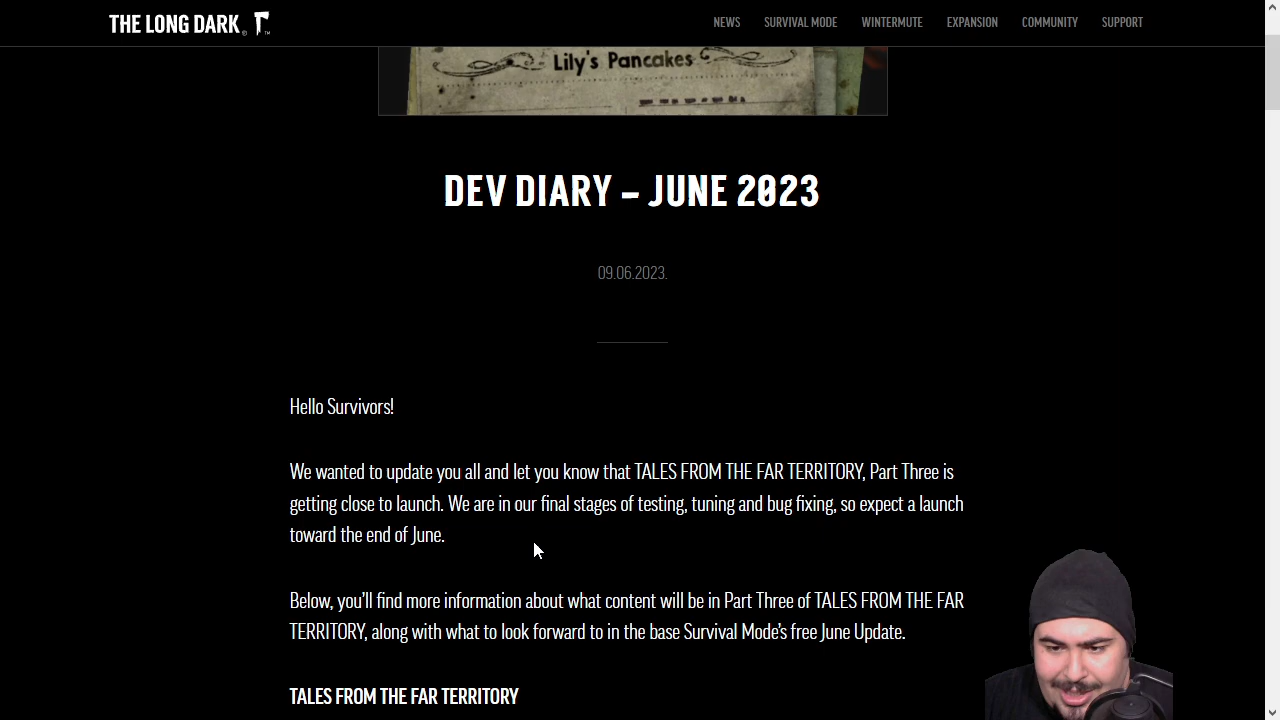 THE LONG DARK
NEWS SURVIVAL MODE WINTERMUTE EXPANSION COMMUNITY SUPPORT
Lily's Pancakes
DEV DIARY – JUNE 2023
09.06.2023.
Hello Survivors!
We wanted to update you all and let you know that TALES FROM THE FAR TERRITORY, Part Three is
getting close to launch. We are in our final stages of testing, tuning and bug fixing, so expect a launch
toward the end of June.
Below, you'll find more information about what content will be in Part Three of TALES FROM THE FAR
TERRITORY, along with what to look forward to in the base Survival Mode's free June Update.
TALES FROM THE FAR TERRITORY